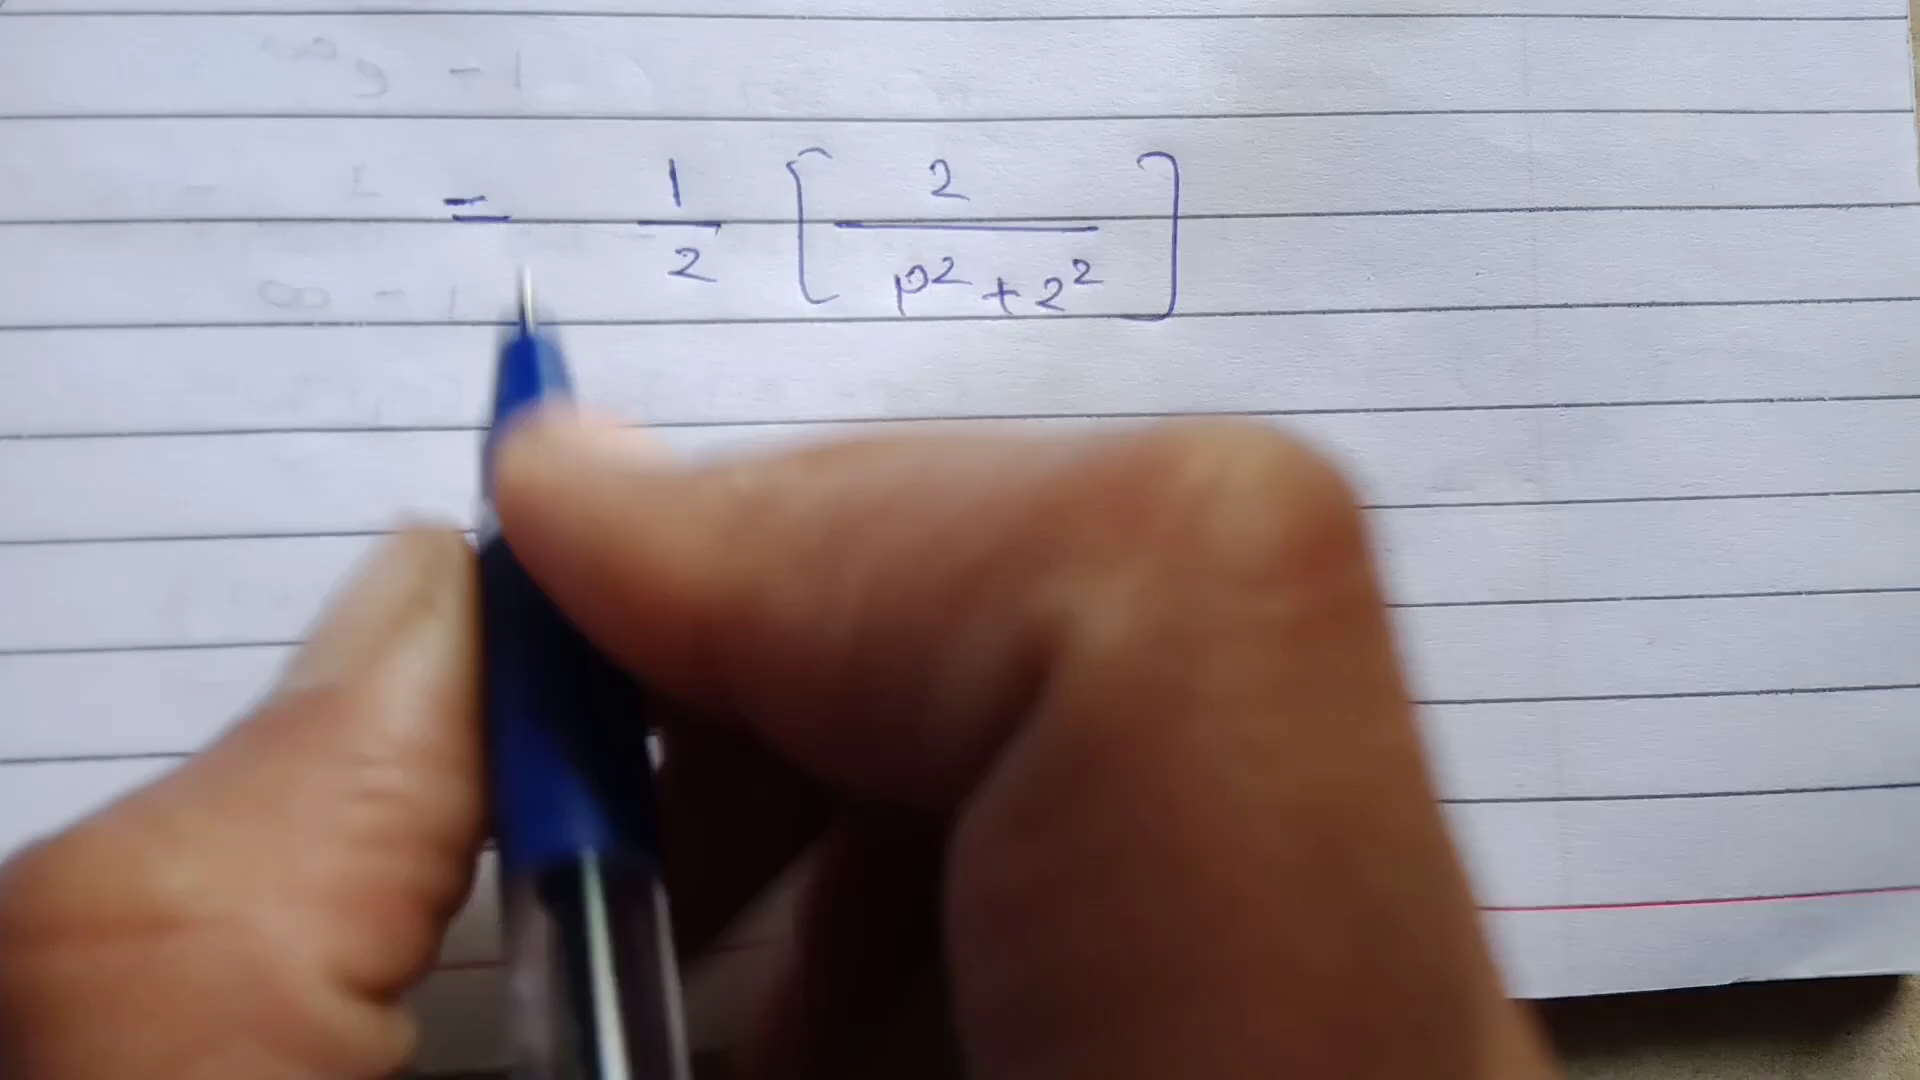 = 1/2 [ 2 / p² + 2² ]